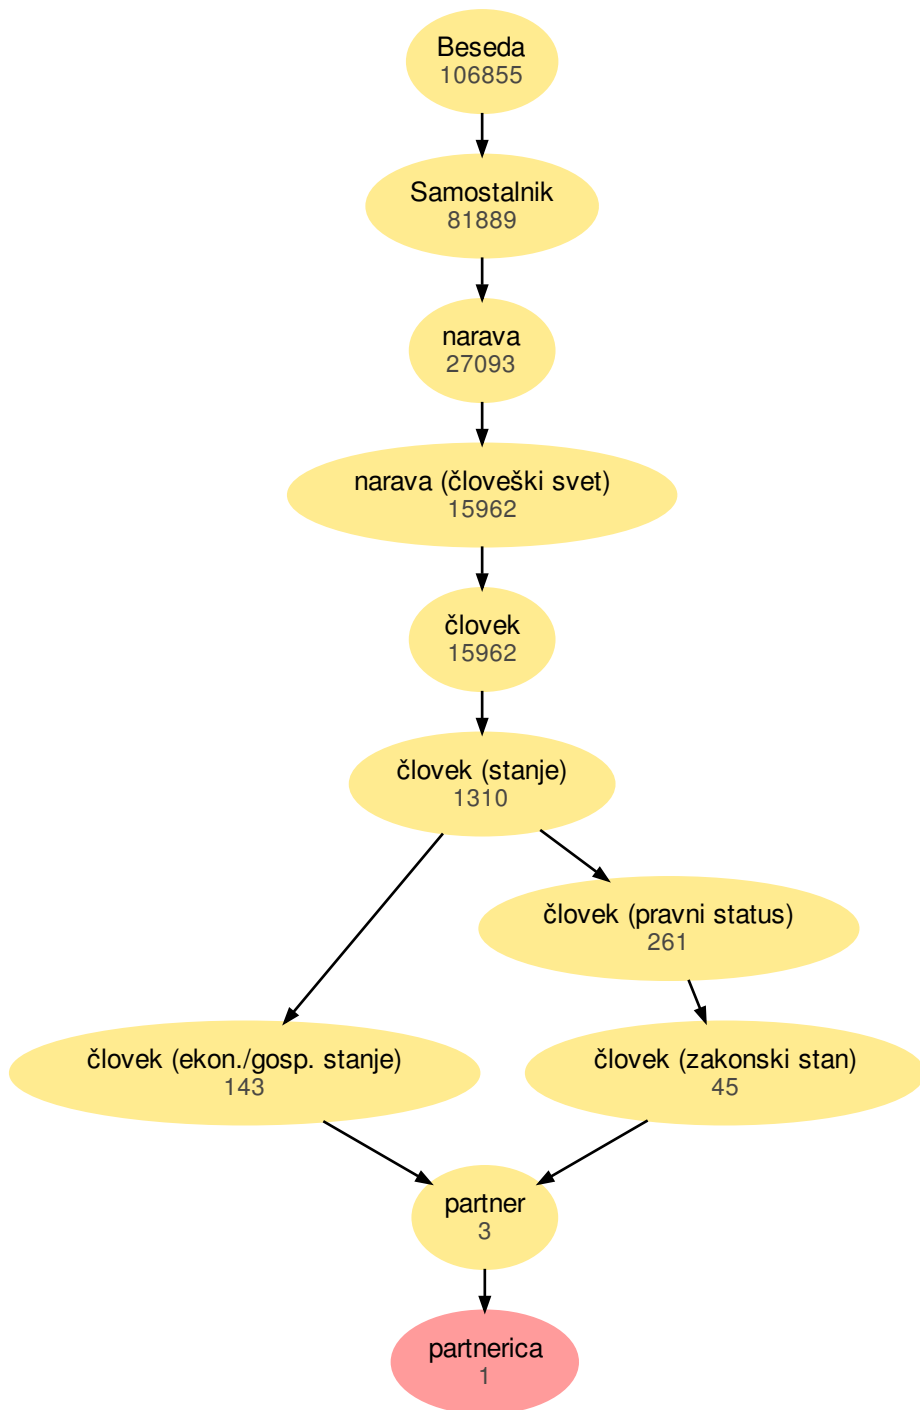 Beseda
106855
Samostalnik
81889
narava
27093
narava (človeški svet)
15962
človek
15962
človek (stanje)
1310
človek (pravni status)
261
človek (ekon./gosp. stanje)
143
človek (zakonski stan)
45
partner
3
partnerica
1